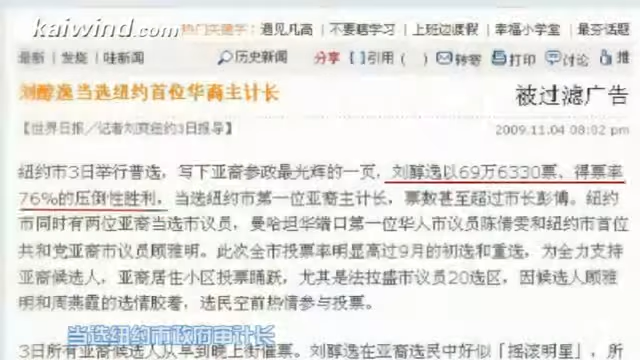 kaiwind.com
热门关键字： 遇见几高 | 不要瞎学习 | 上班边渡假 | 幸福小学堂 | 最夯话题
最新 | 发烧 | 哇新闻 历史新闻 分享 【】引用 ( ) 转寄 打印 讨论 推
刘醇逸当选纽约首位华裔主计长 被过滤广告
【世界日报╱记者刘爽纽约3日报导】 2009.11.04 08:02 pm
纽约市3日举行普选，写下亚裔参政最光辉的一页，刘醇逸以69万6330票、得票率
76%的压倒性胜利，当选纽约市第一位亚裔主计长，票数甚至超过市长彭博。纽约
市同时有两位亚裔当选市议员，曼哈坦华埠口第一位华人市议员陈倩雯和纽约市首位
共和党亚裔市议员顾雅明。此次全市投票率明显高过9月的初选和重选，为全力支持
亚裔候选人，亚裔居住小区投票踊跃，尤其是法拉盛市议员20选区，因候选人顾雅
明和周燕霞的选情胶着，选民空前热情参与投票。
当选纽约市政府审计长
3日所有亚裔候选人从早到晚上街催票。刘醇逸在亚裔选民中好似「摇滚明星」，所